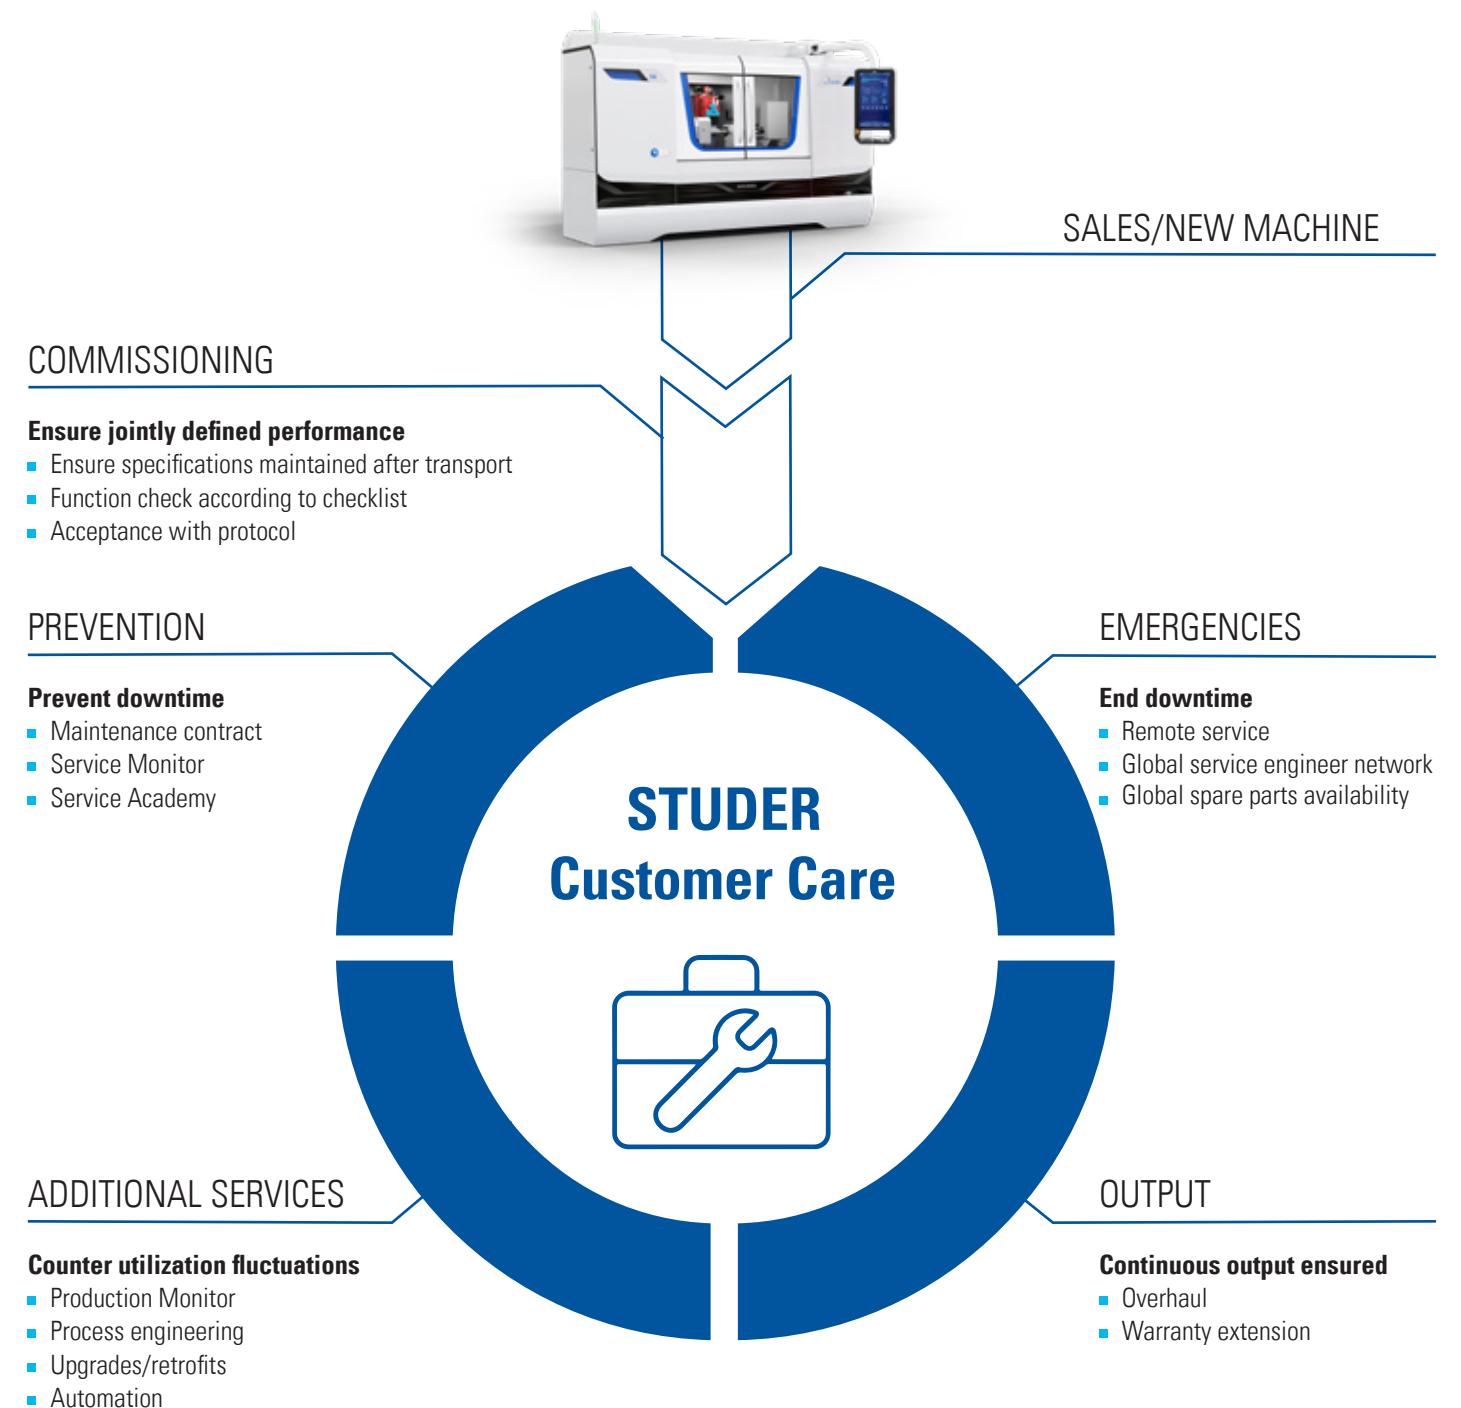 SALES/NEW MACHINE
COMMISSIONING
Ensure jointly defined performance
Ensure specifications maintained after transport
Function check according to checklist
Acceptance with protocol
PREVENTION
Prevent downtime
Maintenance contract
Service Monitor
Service Academy
EMERGENCIES
End downtime
Remote service
Global service engineer network
Global spare parts availability
STUDER
Customer Care
ADDITIONAL SERVICES
Counter utilization fluctuations
Production Monitor
Process engineering
Upgrades/retrofits
Automation
OUTPUT
Continuous output ensured
Overhaul
Warranty extension